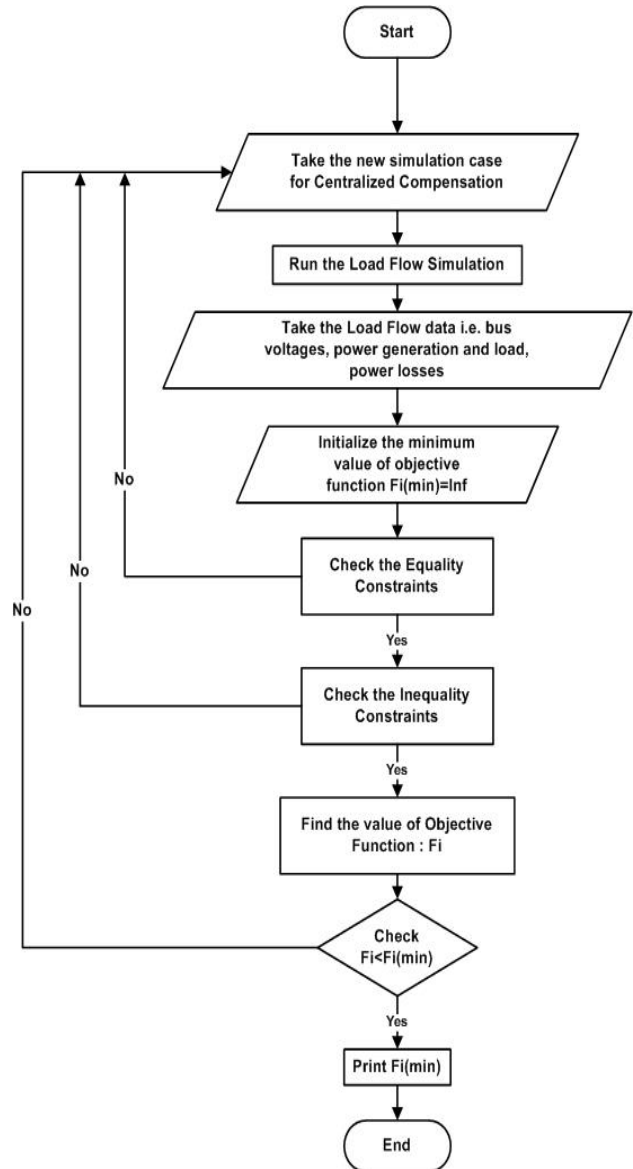 Start
Take the new simulation case
for Centralized Compensation
Run the Load Flow Simulation
Take the Load Flow data i.e. bus
voltages, power generation and load,
power losses
Initialize the minimum
value of objective
function Fi(min)=Inf
No
Check the Equality
Constraints
No
Yes
No
Check the Inequality
Constraints
Yes
Find the value of Objective
Function : Fi
Check
Fi<Fi(min)
Yes
Print Fi(min)
End